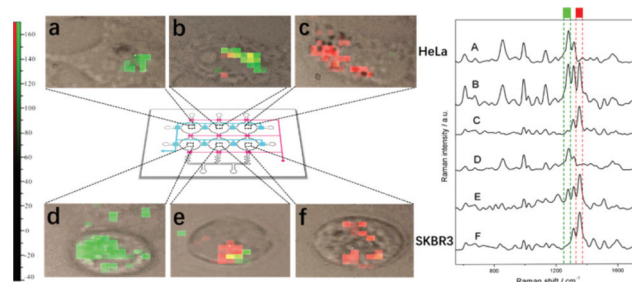 160
140
120
100
80
60
40
20
0
-20
-40
a
b
c
d
e
f
HeLa
SKBR3
A
B
C
D
E
F
Raman intensity / a.u.
800
1200
1600
Raman shift / cm⁻¹